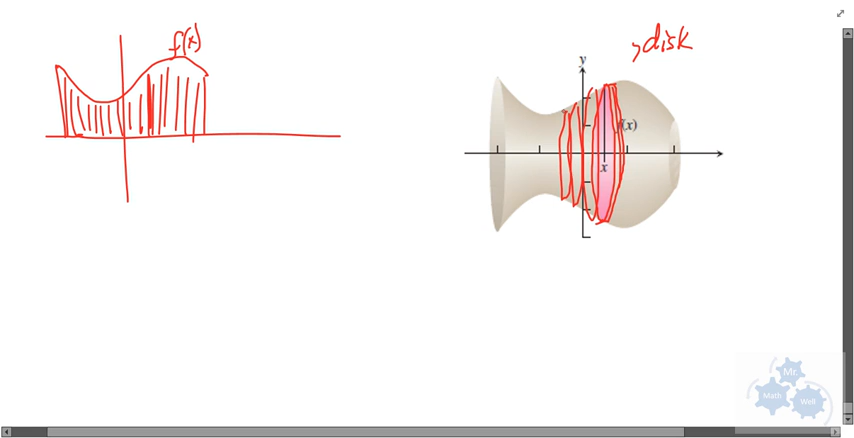 f(x)
disk
y
f(x)
x
Mr.
Math
Well